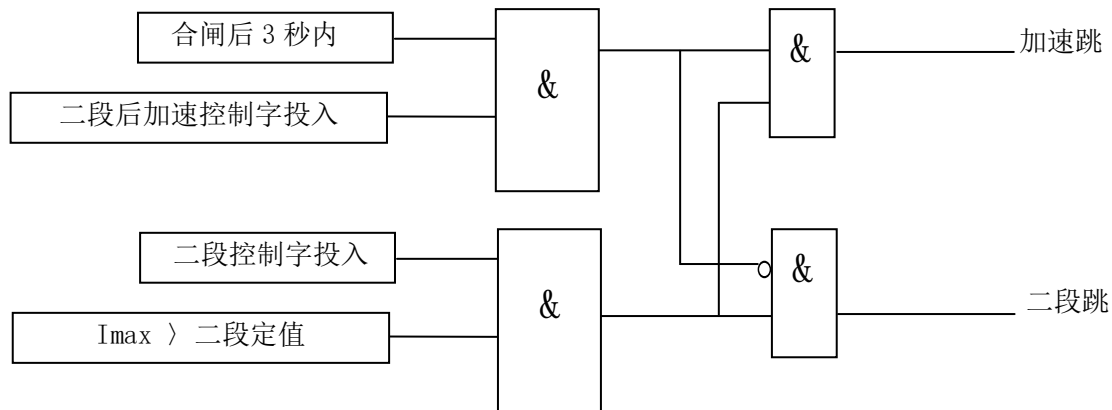 合闸后 3 秒内
&
&
加速跳
二段后加速控制字投入
二段控制字投入
&
&
二段跳
Imax 〉二段定值